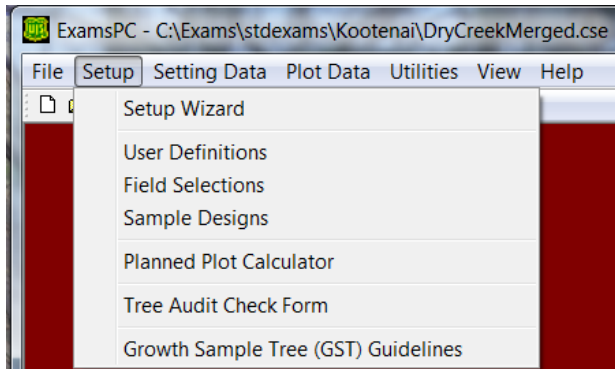 ExamsPC - C:\Exams\stdexams\Kootenai\DryCreekMerged.cse
File Setup Setting Data Plot Data Utilities View Help
Setup Wizard
User Definitions
Field Selections
Sample Designs
Planned Plot Calculator
Tree Audit Check Form
Growth Sample Tree (GST) Guidelines